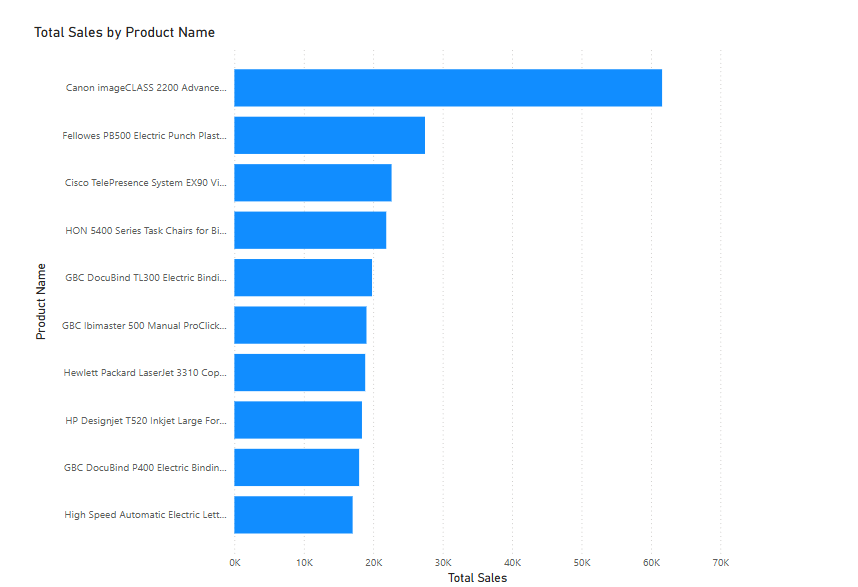 Total Sales by Product Name
Product Name
Canon imageCLASS 2200 Advance...
Fellowes PB500 Electric Punch Plast...
Cisco TelePresence System EX90 Vi...
HON 5400 Series Task Chairs for Bi...
GBC DocuBind TL300 Electric Bindi...
GBC Ibimaster 500 Manual ProClick...
Hewlett Packard LaserJet 3310 Cop...
HP Designjet T520 Inkjet Large For...
GBC DocuBind P400 Electric Bindin...
High Speed Automatic Electric Lett...
0K 10K 20K 30K 40K 50K 60K 70K
Total Sales